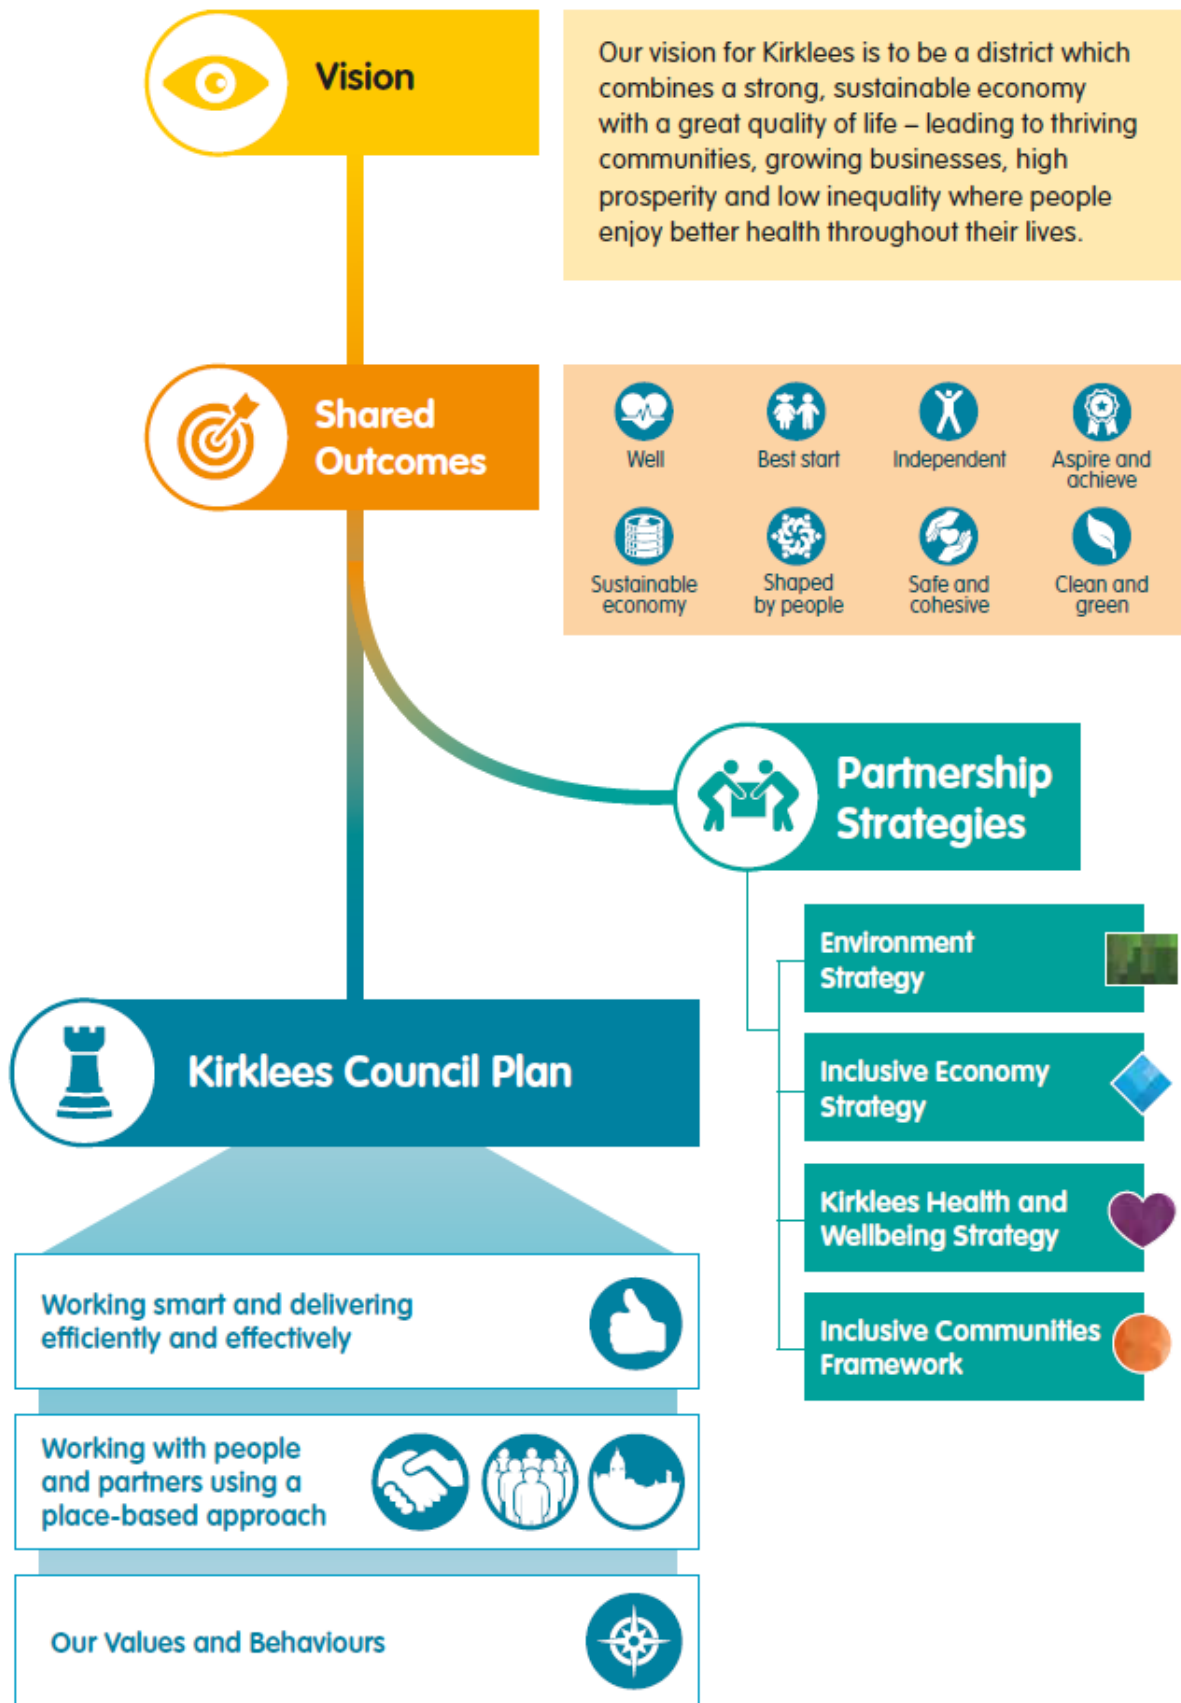 Vision
Our vision for Kirklees is to be a district which
combines a strong, sustainable economy
with a great quality of life – leading to thriving
communities, growing businesses, high
prosperity and low inequality where people
enjoy better health throughout their lives.
Shared
Outcomes
Well
Best start
Independent
Aspire and
achieve
Sustainable
economy
Shaped
by people
Safe and
cohesive
Clean and
green
Partnership
Strategies
Environment
Strategy
Inclusive Economy
Strategy
Kirklees Health and
Wellbeing Strategy
Inclusive Communities
Framework
Kirklees Council Plan
Working smart and delivering
efficiently and effectively
Working with people
and partners using a
place-based approach
Our Values and Behaviours